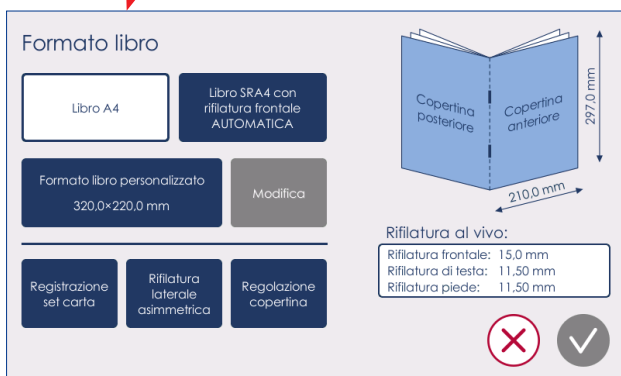 Formato libro
Libro A4
Libro SRA4 con
rifilatura frontale
AUTOMATICA
Formato libro personalizzato
320,0×220,0 mm
Modifica
Registrazione
set carta
Rifilatura
laterale
asimmetrica
Regolazione
copertina
Copertina
posteriore
Copertina
anteriore
297,0 mm
210,0 mm
Rifilatura al vivo:
Rifilatura frontale: 15,0 mm
Rifilatura di testa: 11,50 mm
Rifilatura piede: 11,50 mm